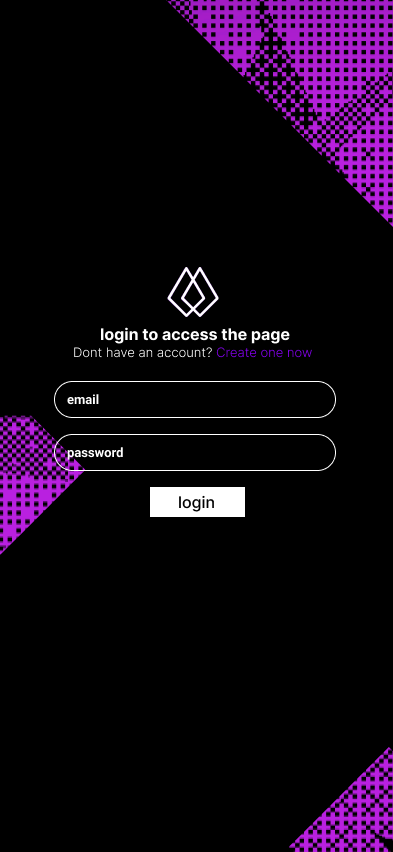 login to access the page
Dont have an account? Create one now
email
password
login